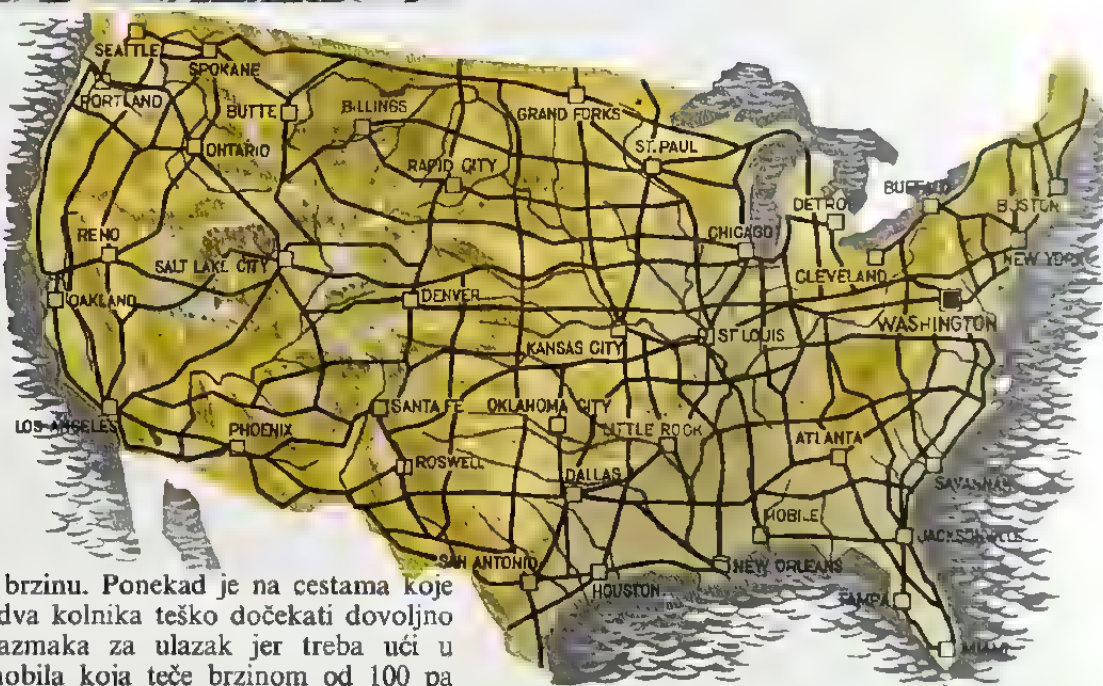 SEATTLE
SPOKANE
PORTLAND
BUTTE
BILLINGS
GRAND FORKS
ONTARIO
ST. PAUL
RAPID CITY
BUFFALO
DETRO
BOSTON
RENO
CHICAGO
NEW YORK
SALT LAKE CITY
CLEVELAND
OAKLAND
DENVER
WASHINGTON
KANSAS CITY
ST LOUIS
SANTA FE
OKLAHOMA CITY
LOS ANGELES
LITTLE ROCK
ATLANTA
PHOENIX
ROSWELL
DALLAS
SAVANNAH
MOBILE
JACKSONVILLE
SAN ANTONIO
NEW ORLEANS
HOUSTON
TAMPA
MIAMI
brzinu. Ponekad je na cestama koje
dva kolnika teško dočekati dovoljno
azmaka za ulazak jer treba ući u
nobila koja teče brzinom od 100 pa